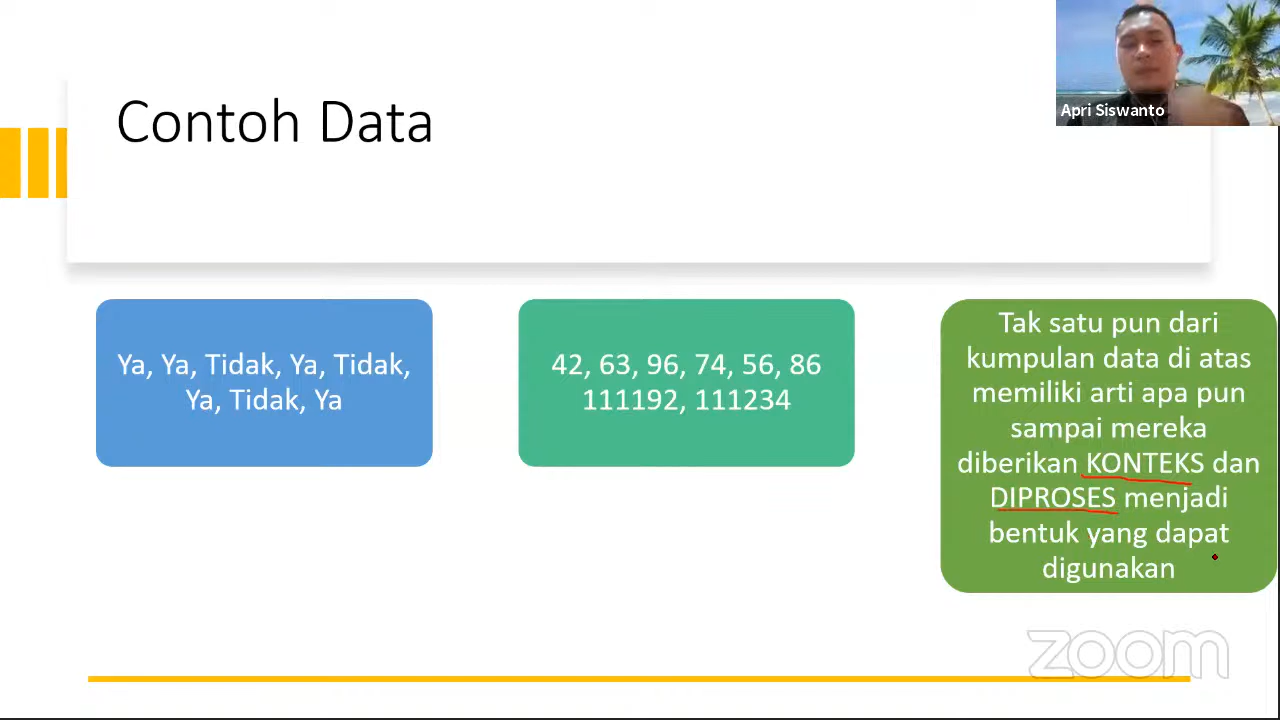 Apri Siswanto
Contoh Data
Ya, Ya, Tidak, Ya, Tidak,
Ya, Tidak, Ya
42, 63, 96, 74, 56, 86
111192, 111234
Tak satu pun dari
kumpulan data di atas
memiliki arti apa pun
sampai mereka
diberikan KONTEKS dan
DIPROSES menjadi
bentuk yang dapat
digunakan
zoom